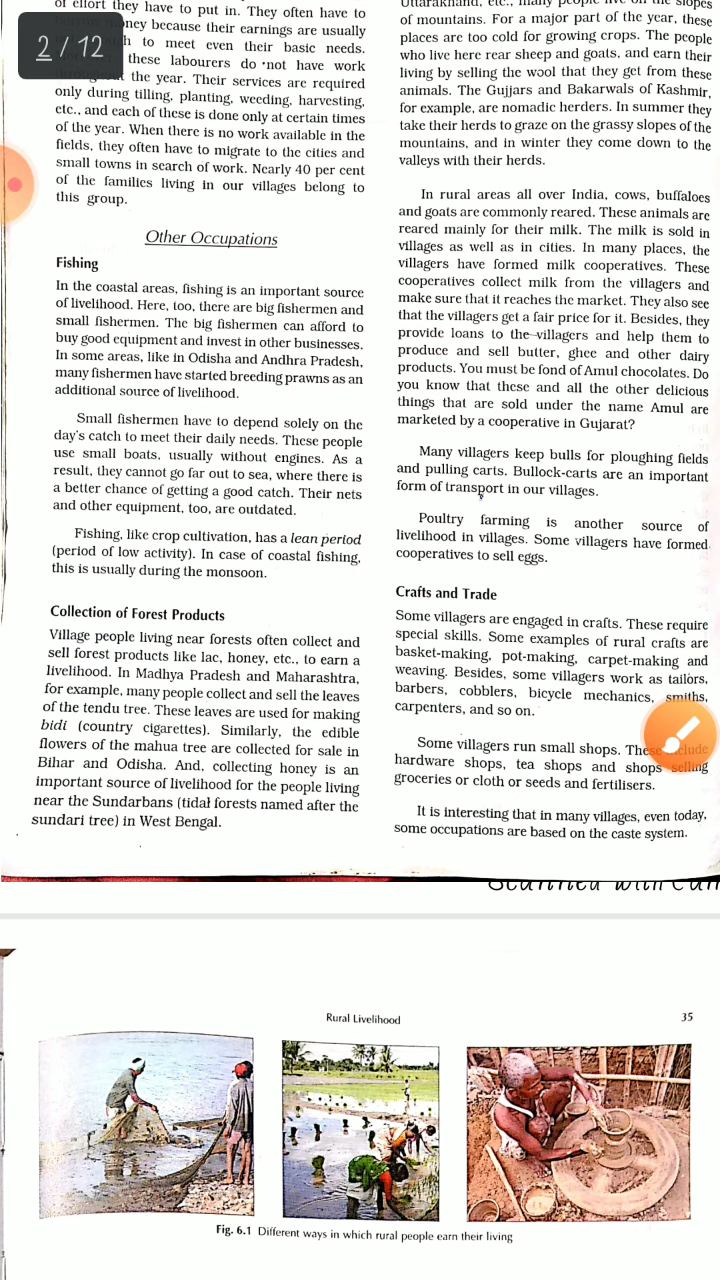 2 / 12
of effort they have to put in. They often have to
money because their earnings are usually
to meet even their basic needs.
these labourers do not have work
the year. Their services are required
only during tilling, planting, weeding, harvesting,
etc., and each of these is done only at certain times
of the year. When there is no work available in the
fields, they often have to migrate to the cities and
small towns in search of work. Nearly 40 per cent
of the families living in our villages belong to
this group.
Other Occupations
Fishing
In the coastal areas, fishing is an important source
of livelihood. Here, too, there are big fishermen and
small fishermen. The big fishermen can afford to
buy good equipment and invest in other businesses.
In some areas, like in Odisha and Andhra Pradesh,
many fishermen have started breeding prawns as an
additional source of livelihood.
Small fishermen have to depend solely on the
day's catch to meet their daily needs. These people
use small boats, usually without engines. As a
result, they cannot go far out to sea, where there is
a better chance of getting a good catch. Their nets
and other equipment, too, are outdated.
Fishing, like crop cultivation, has a lean period
(period of low activity). In case of coastal fishing,
this is usually during the monsoon.
Collection of Forest Products
Village people living near forests often collect and
sell forest products like lac, honey, etc., to earn a
livelihood. In Madhya Pradesh and Maharashtra,
for example, many people collect and sell the leaves
of the tendu tree. These leaves are used for making
bidi (country cigarettes). Similarly, the edible
flowers of the mahua tree are collected for sale in
Bihar and Odisha. And, collecting honey is an
important source of livelihood for the people living
near the Sundarbans (tidal forests named after the
sundari tree) in West Bengal.
Uttarakhand, etc., many people live on the slopes
of mountains. For a major part of the year, these
places are too cold for growing crops. The people
who live here rear sheep and goats, and earn their
living by selling the wool that they get from these
animals. The Gujjars and Bakarwals of Kashmir,
for example, are nomadic herders. In summer they
take their herds to graze on the grassy slopes of the
mountains, and in winter they come down to the
valleys with their herds.
In rural areas all over India, cows, buffaloes
and goats are commonly reared. These animals are
reared mainly for their milk. The milk is sold in
villages as well as in cities. In many places, the
villagers have formed milk cooperatives. These
cooperatives collect milk from the villagers and
make sure that it reaches the market. They also see
that the villagers get a fair price for it. Besides, they
provide loans to the villagers and help them to
produce and sell butter, ghee and other dairy
products. You must be fond of Amul chocolates. Do
you know that these and all the other delicious
things that are sold under the name Amul are
marketed by a cooperative in Gujarat?
Many villagers keep bulls for ploughing fields
and pulling carts. Bullock-carts are an important
form of transport in our villages.
Poultry farming is another source of
livelihood in villages. Some villagers have formed
cooperatives to sell eggs.
Crafts and Trade
Some villagers are engaged in crafts. These require
special skills. Some examples of rural crafts are
basket-making, pot-making, carpet-making and
weaving. Besides, some villagers work as tailors,
barbers, cobblers, bicycle mechanics, smiths,
carpenters, and so on.
Some villagers run small shops. These include
hardware shops, tea shops and shops selling
groceries or cloth or seeds and fertilisers.
It is interesting that in many villages, even today,
some occupations are based on the caste system.
Scanned with Cam
Rural Livelihood
35
Fig. 6.1 Different ways in which rural people earn their living